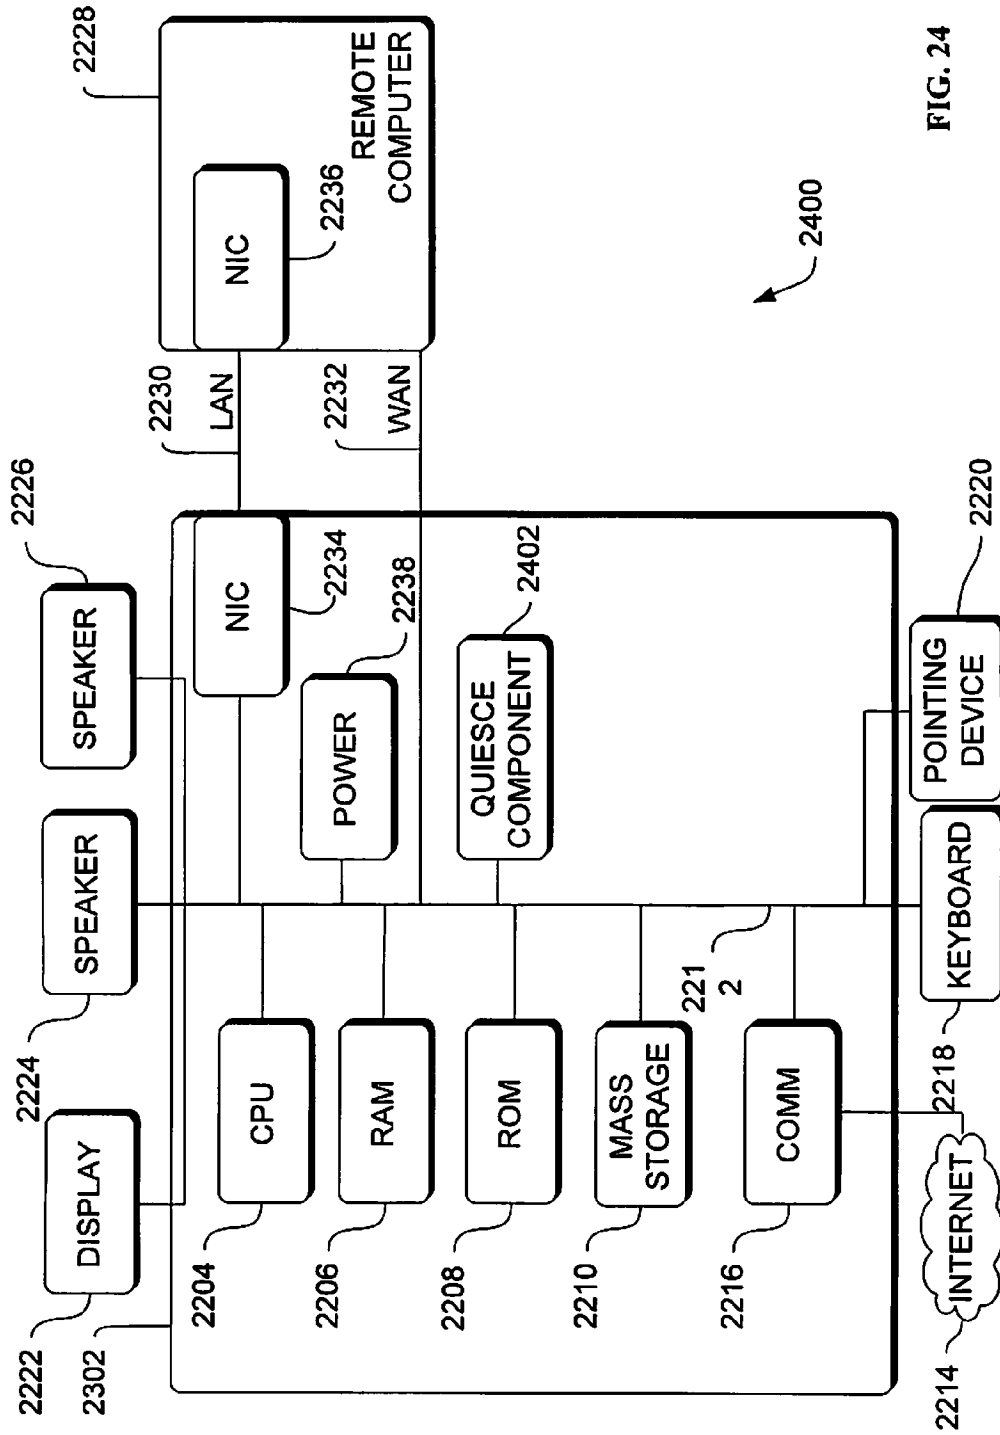 2222
DISPLAY
2224
SPEAKER
SPEAKER
2226
2228
2302
2204
CPU
NIC
2234
2230
LAN
NIC
2236
REMOTE
COMPUTER
2206
RAM
POWER
2238
2232
WAN
2208
ROM
QUIESCE
COMPONENT
2402
2210
MASS
STORAGE
221
2
2216
COMM
2400
2214
INTERNET
2218
KEYBOARD
POINTING
DEVICE
2220
FIG. 24